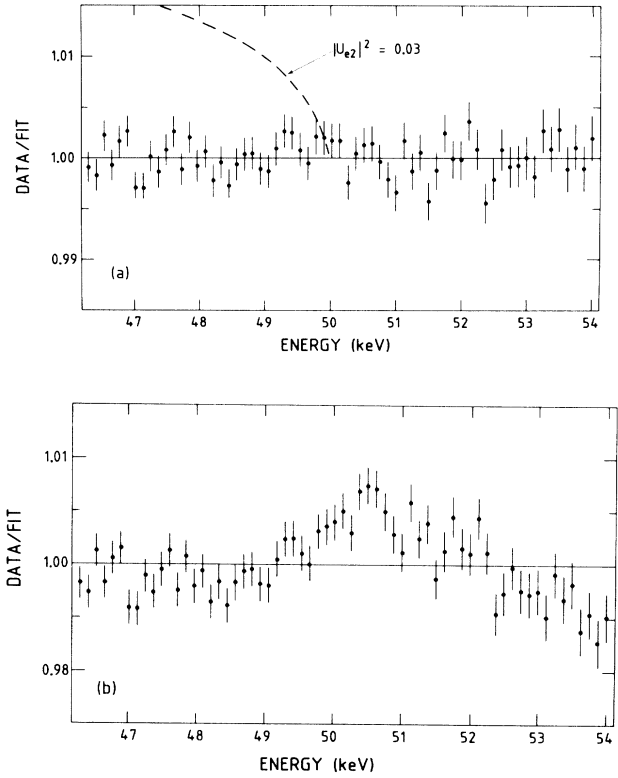 1.01
|Uₑ₂|² = 0.03
1.00
0.99
DATA/FIT
(a)
47 48 49 50 51 52 53 54
ENERGY (keV)
1.01
1.00
0.98
DATA/FIT
(b)
47 48 49 50 51 52 53 54
ENERGY (keV)